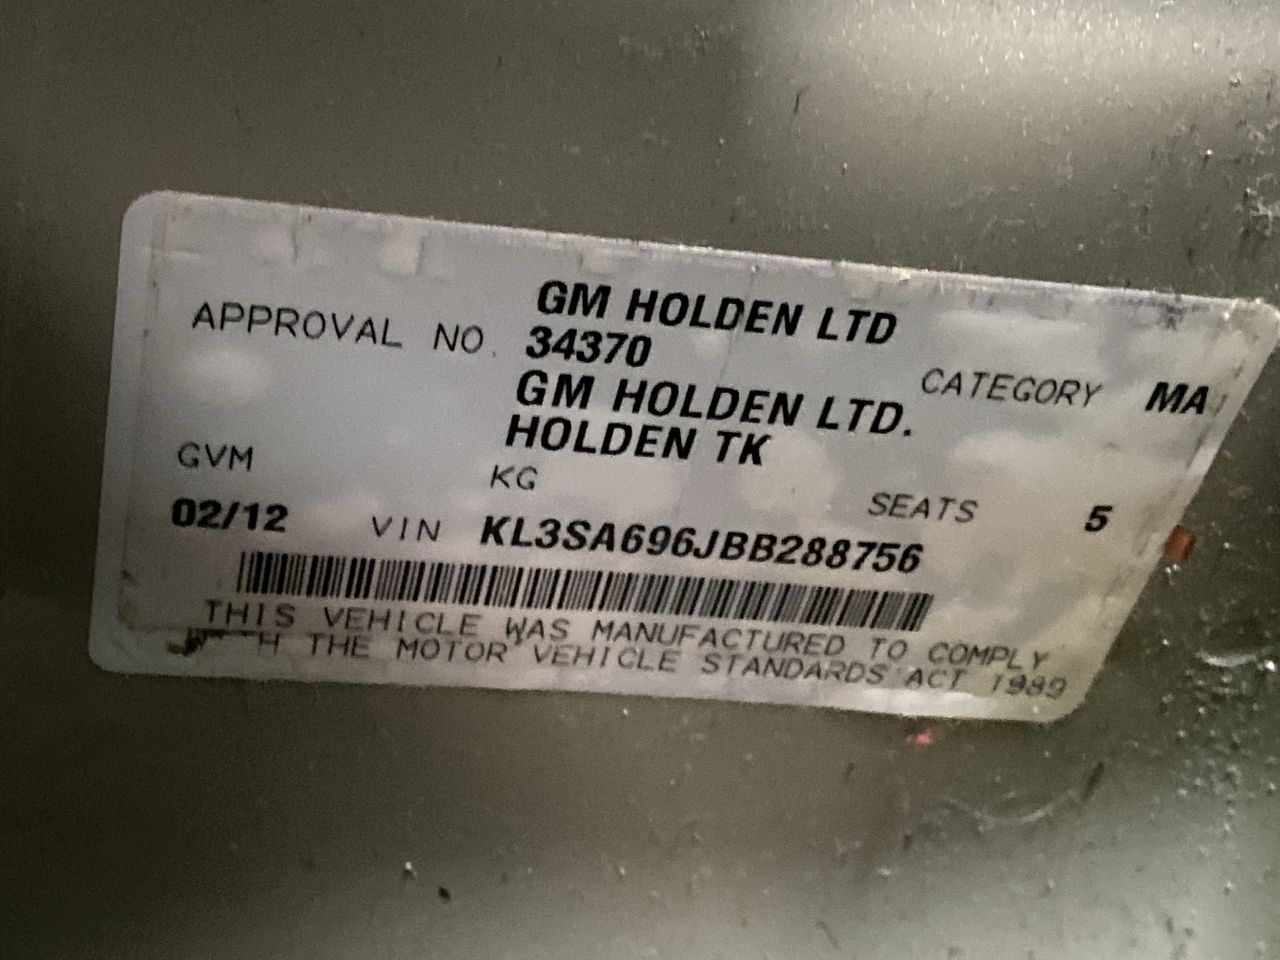 GM HOLDEN LTD
APPROVAL NO. 34370 CATEGORY MA
GM HOLDEN LTD.
HOLDEN TK
GVM KG SEATS 5
02/12 VIN KL3SA696JBB288756
THIS VEHICLE WAS MANUFACTURED TO COMPLY
THE MOTOR VEHICLE STANDARDS ACT 1989